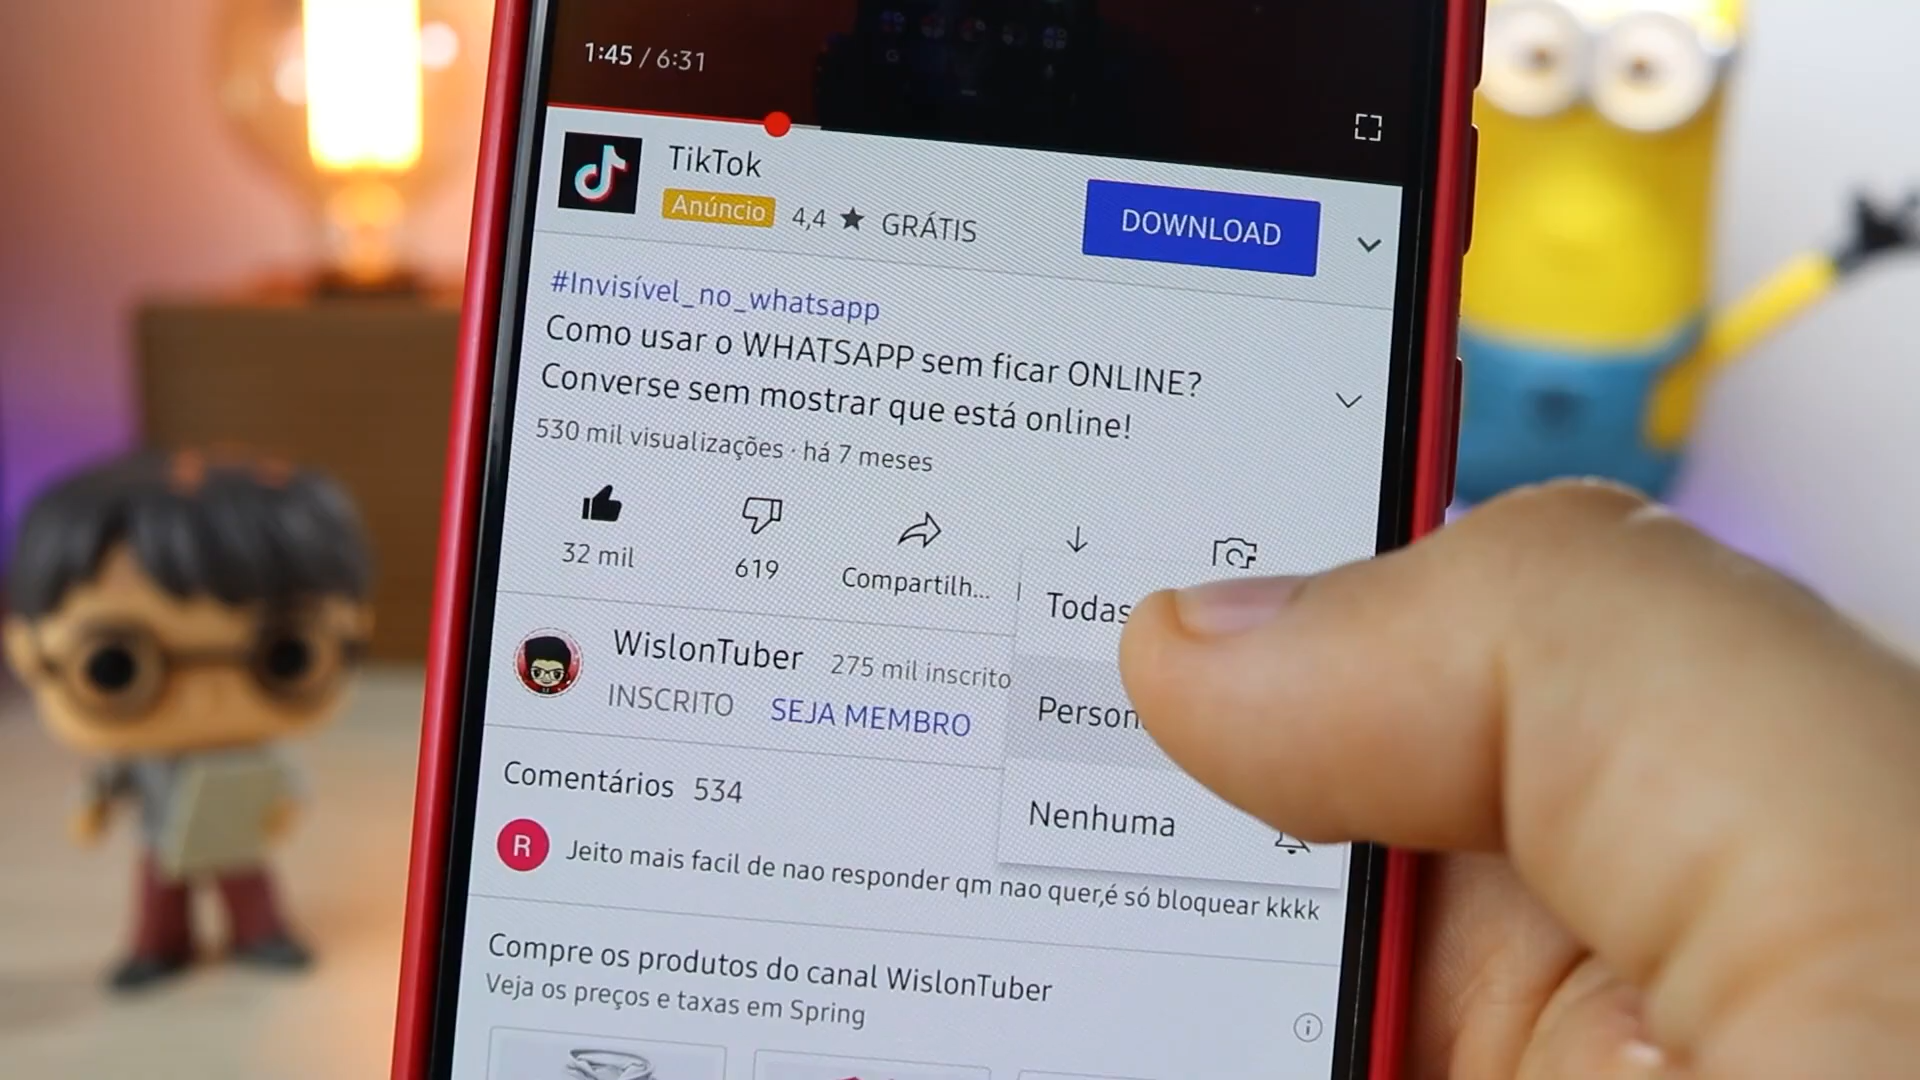 1:45 / 6:31
TikTok
Anúncio 4,4 ★ GRÁTIS
DOWNLOAD
#Invisível_no_whatsapp
Como usar o WHATSAPP sem ficar ONLINE?
Converse sem mostrar que está online!
530 mil visualizações · há 7 meses
32 mil
619
Compartilh...
Todas
WislonTuber 275 mil inscrito
INSCRITO SEJA MEMBRO
Person
Nenhuma
Comentários 534
R
Jeito mais facil de nao responder qm nao quer,é só bloquear kkkk
Compre os produtos do canal WislonTuber
Veja os preços e taxas em Spring